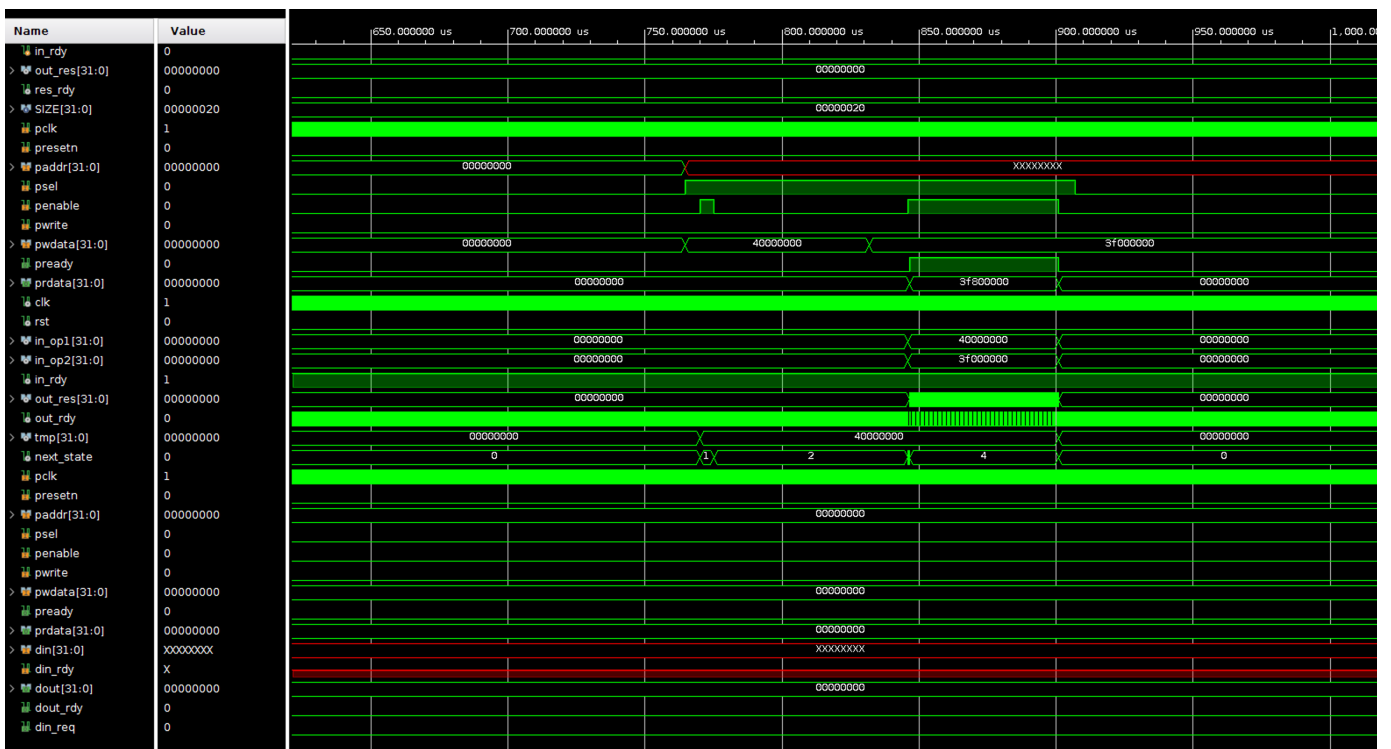 Name Value
650.000000 us 700.000000 us 750.000000 us 800.000000 us 850.000000 us 900.000000 us 950.000000 us 1,000.0
in_rdy 0
out_res[31:0] 00000000 00000000
res_rdy 0
SIZE[31:0] 00000020 00000020
pclk 1
presetn 0
paddr[31:0] 00000000 00000000 XXXXXXXX
psel 0
penable 0
pwrite 0
pwdata[31:0] 00000000 00000000 40000000 3f000000
pready 0
prdata[31:0] 00000000 00000000 3f800000 00000000
clk 1
rst 0
in_op1[31:0] 00000000 00000000 40000000 00000000
in_op2[31:0] 00000000 00000000 3f000000 00000000
in_rdy 1
out_res[31:0] 00000000 00000000 00000000
out_rdy 0
tmp[31:0] 00000000 00000000 40000000 00000000
next_state 0 0 1 2 4 0
pclk 1
presetn 0
paddr[31:0] 00000000 00000000
psel 0
penable 0
pwrite 0
pwdata[31:0] 00000000 00000000
pready 0
prdata[31:0] 00000000 00000000
din[31:0] XXXXXXXX XXXXXXXX
din_rdy X
dout[31:0] 00000000 00000000
dout_rdy 0
din_req 0